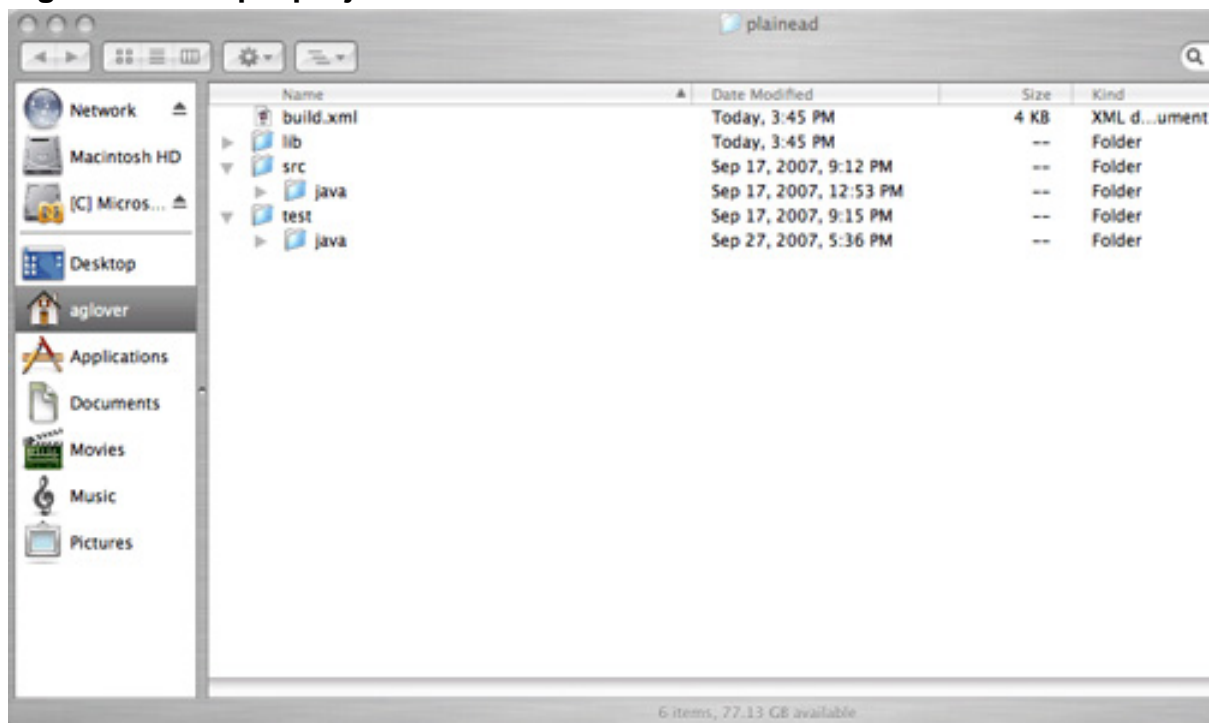 plainead
Name Date Modified Size Kind
build.xml Today, 3:45 PM 4 KB XML d...ument
lib Today, 3:45 PM -- Folder
src Sep 17, 2007, 9:12 PM -- Folder
java Sep 17, 2007, 12:53 PM -- Folder
test Sep 17, 2007, 9:15 PM -- Folder
java Sep 27, 2007, 5:36 PM -- Folder
Network
Macintosh HD
[C] Micros...
Desktop
aglover
Applications
Documents
Movies
Music
Pictures
6 items, 77.13 GB available